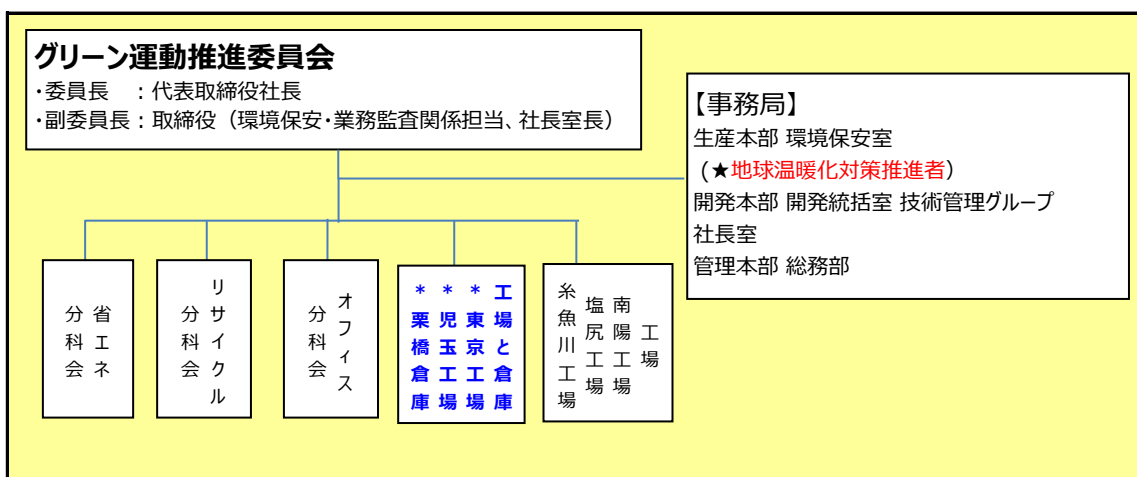 グリーン運動推進委員会
・委員長　：代表取締役社長
・副委員長：取締役（環境保安・業務監査関係担当、社長室長）
【事務局】
生産本部 環境保安室
(★地球温暖化対策推進者)
開発本部 開発統括室 技術管理グループ
社長室
管理本部 総務部
省エネ
分科会
リサイクル
分科会
オフィス
分科会
工場と倉庫
*東京工場
*児玉工場
*栗橋倉庫
工場
南陽工場
塩尻工場
糸魚川工場